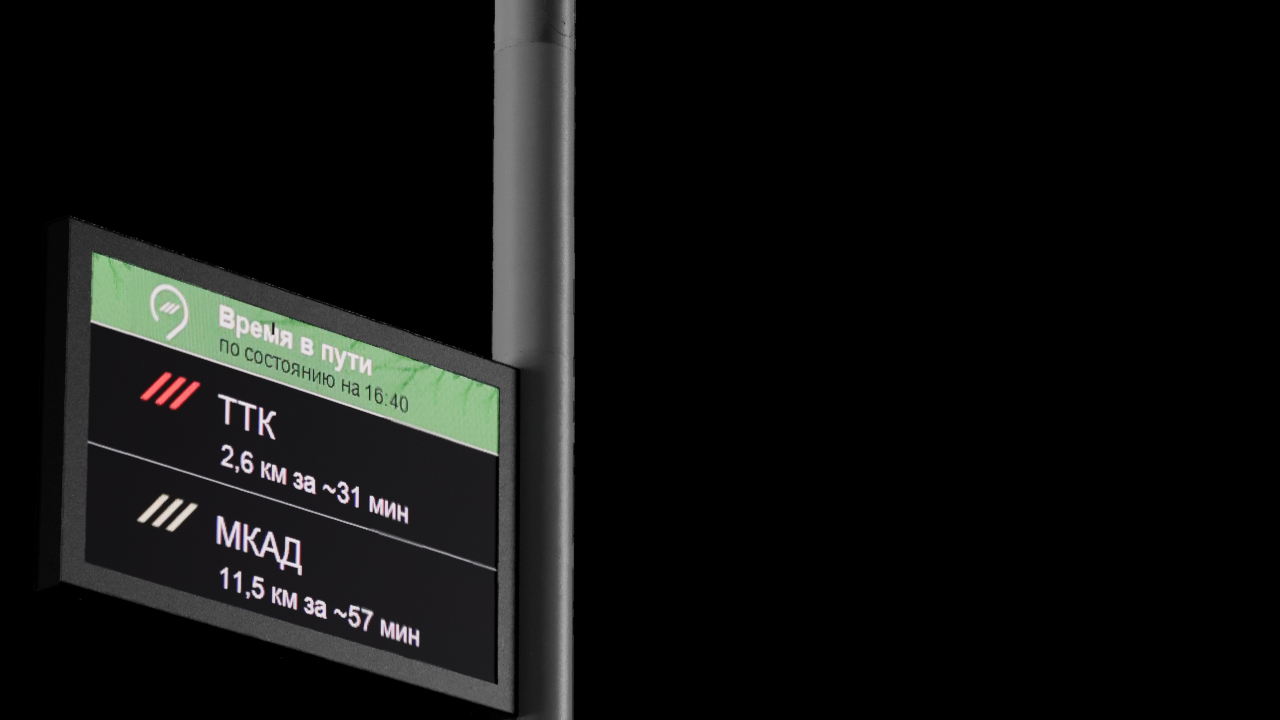 Время в пути
по состоянию на 16:40
ТТК
2,6 км за ~31 мин
МКАД
11,5 км за ~57 мин